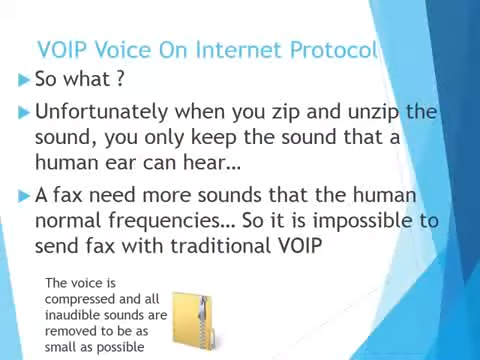 VOIP Voice On Internet Protocol
So what ?
Unfortunately when you zip and unzip the
sound, you only keep the sound that a
human ear can hear…
A fax need more sounds that the human
normal frequencies… So it is impossible to
send fax with traditional VOIP
The voice is
compressed and all
inaudible sounds are
removed to be as
small as possible